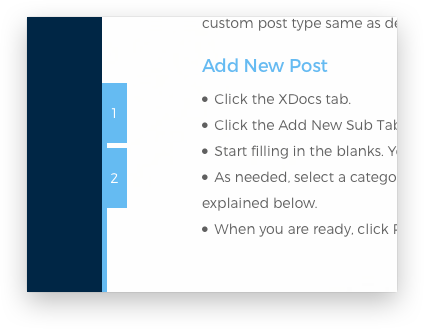 custom post type same as de
Add New Post
1
• Click the XDocs tab.
• Click the Add New Sub Tab
• Start filling in the blanks. Yo
2
• As needed, select a catego
explained below.
• When you are ready, click P